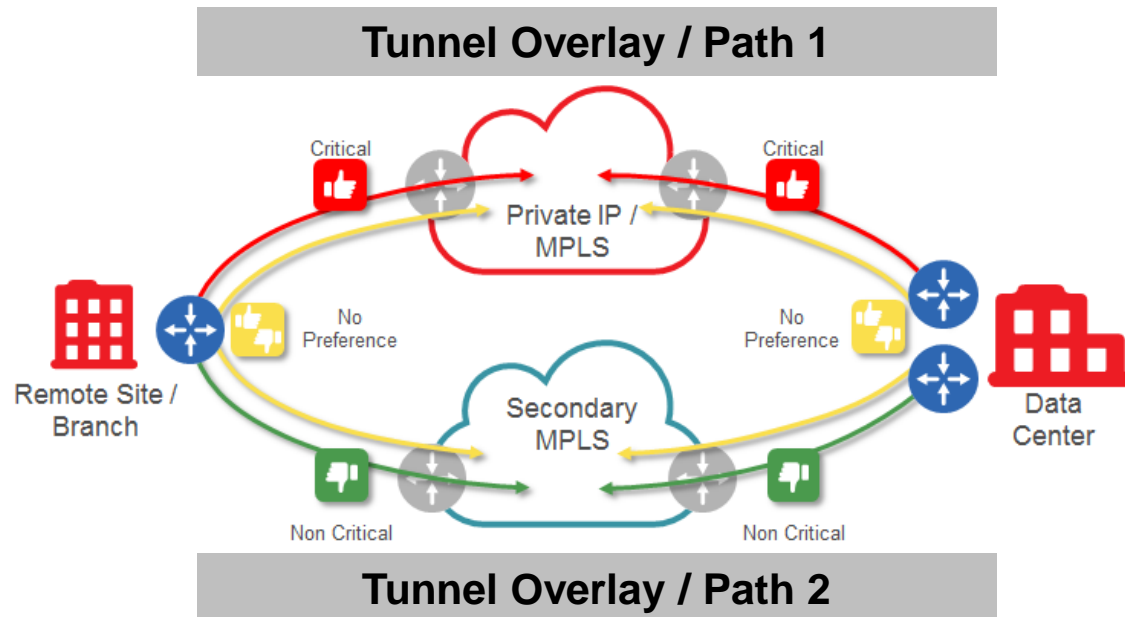 Tunnel Overlay / Path 1
Critical
Critical
Private IP /
MPLS
No
Preference
No
Preference
Remote Site /
Branch
Secondary
MPLS
Data
Center
Non Critical
Non Critical
Tunnel Overlay / Path 2